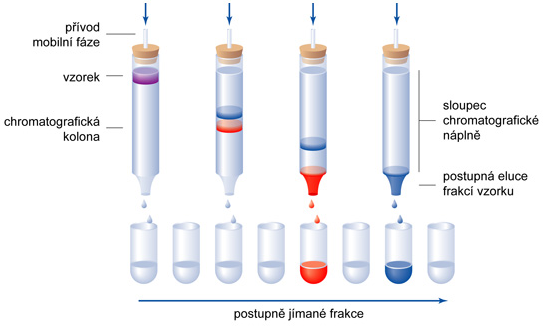 přívod
mobilní fáze
vzorek
chromatografická
kolona
sloupec
chromatografické
náplně
postupná eluce
frakcí vzorku
postupně jímané frakce